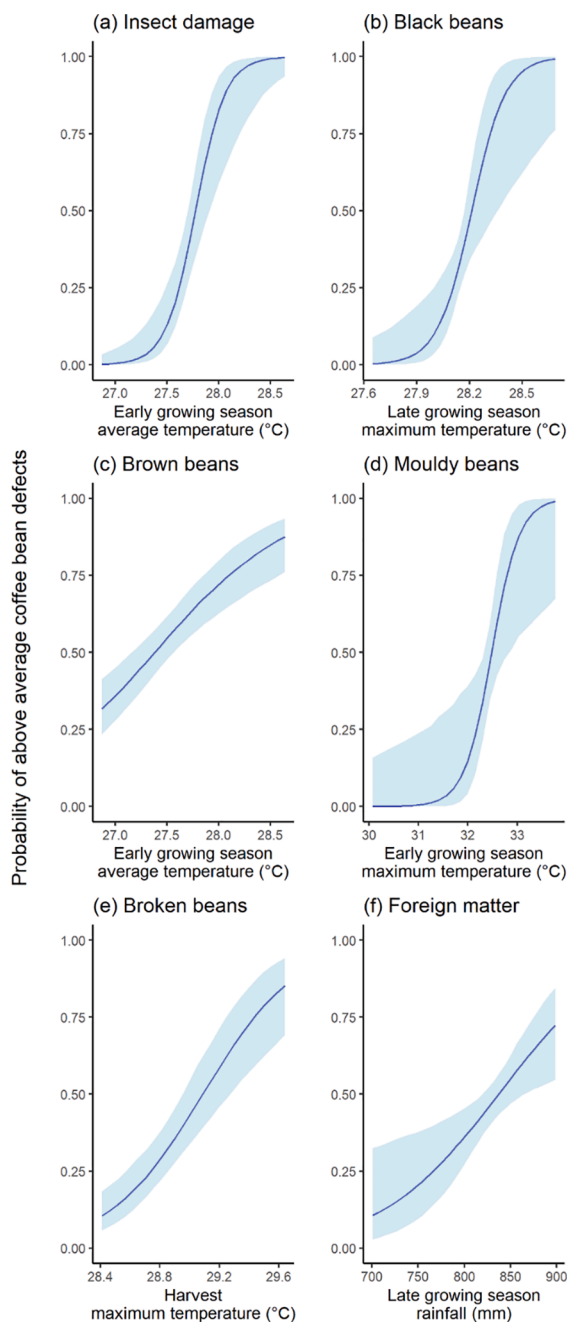 Probability of above average coffee bean defects
(a) Insect damage
1.00
0.75
0.50
0.25
0.00
27.0 27.5 28.0 28.5
Early growing season
average temperature (°C)
(b) Black beans
1.00
0.75
0.50
0.25
0.00
27.6 27.9 28.2 28.5
Late growing season
maximum temperature (°C)
(c) Brown beans
1.00
0.75
0.50
0.25
0.00
27.0 27.5 28.0 28.5
Early growing season
average temperature (°C)
(d) Mouldy beans
1.00
0.75
0.50
0.25
0.00
30 31 32 33
Early growing season
maximum temperature (°C)
(e) Broken beans
1.00
0.75
0.50
0.25
0.00
28.4 28.8 29.2 29.6
Harvest
maximum temperature (°C)
(f) Foreign matter
1.00
0.75
0.50
0.25
0.00
700 750 800 850 900
Late growing season
rainfall (mm)